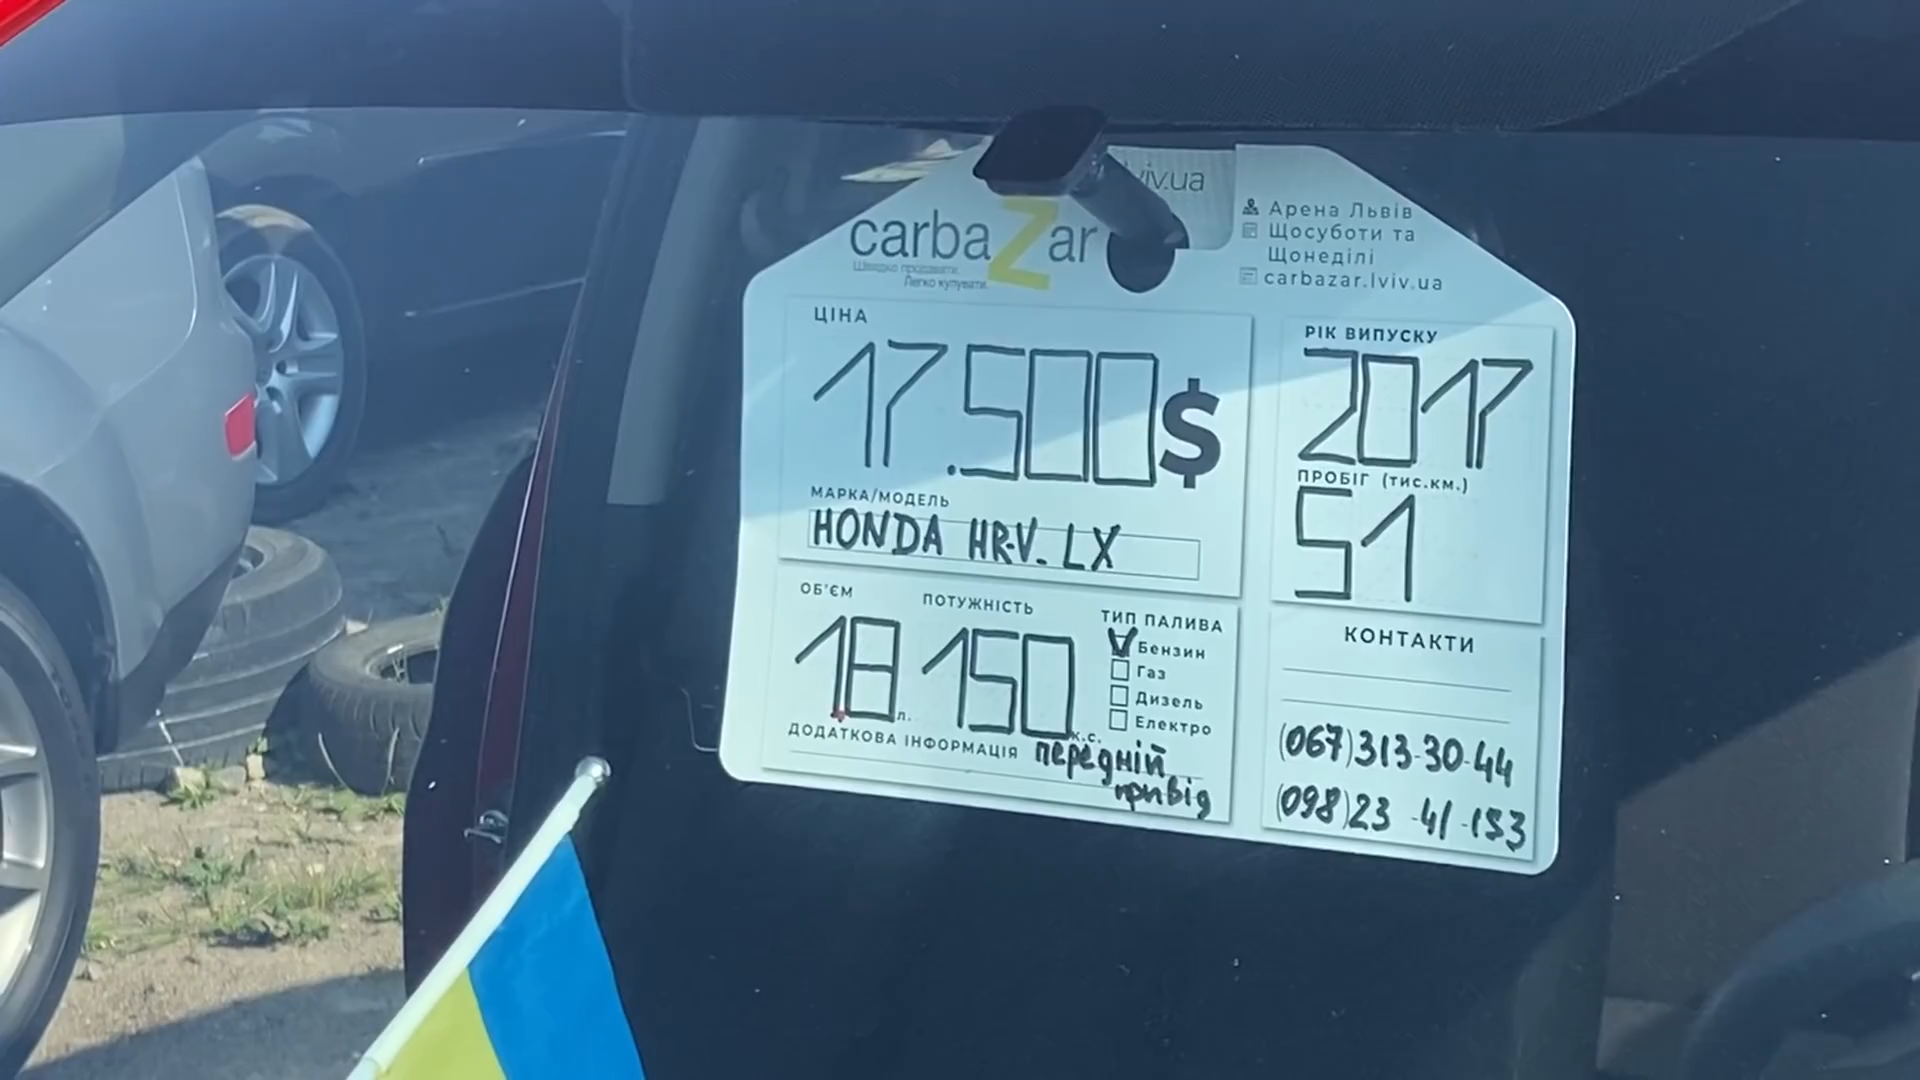 viv.ua
carbaZar
Швидко продавати.
Легко купувати.
Арена Львів
Щосуботи та
Щонеділі
carbazar.lviv.ua
ЦІНА
17.500$
РІК ВИПУСКУ
2017
МАРКА/МОДЕЛЬ
HONDA HR-V. LX
ПРОБІГ (тис.км.)
51
ОБ'ЄМ
1.8 л.
ПОТУЖНІСТЬ
150 к.с.
ТИП ПАЛИВА
V Бензин
Газ
Дизель
Електро
ДОДАТКОВА ІНФОРМАЦІЯ передній
привід
КОНТАКТИ
(067)313-30-44
(098)23 -41-153